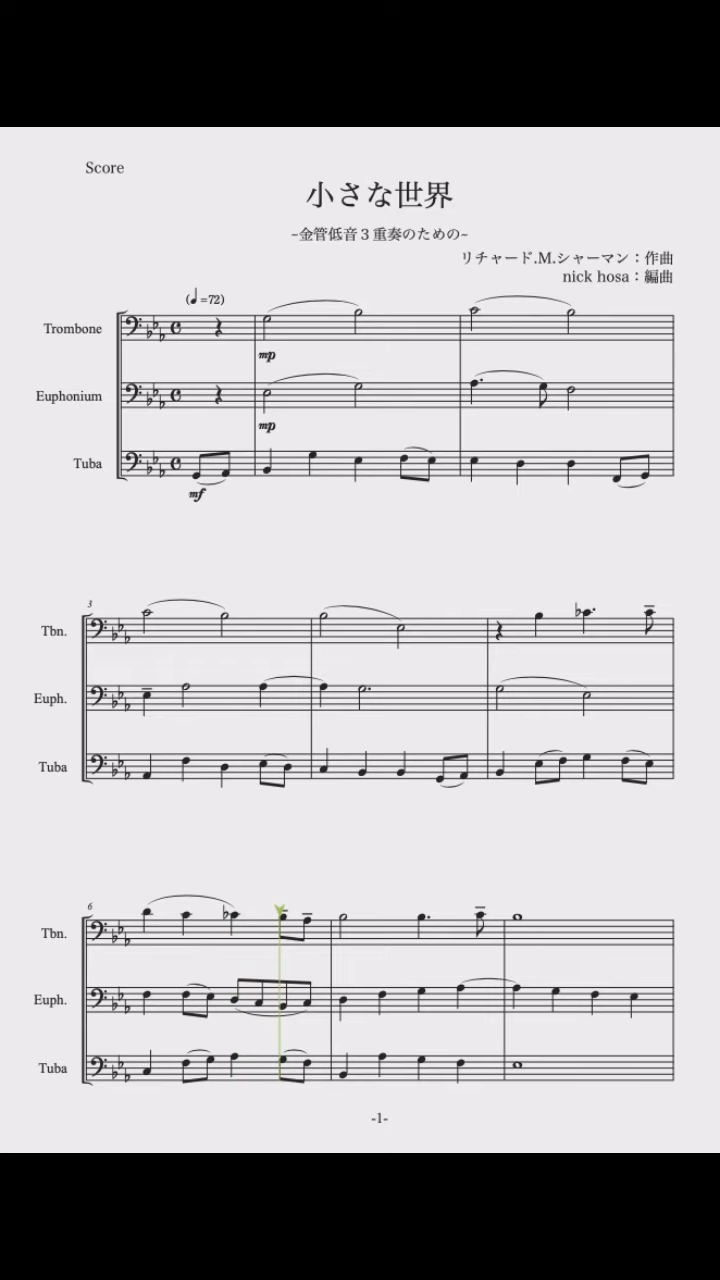 Score
小さな世界
~金管低音３重奏のための~
リチャード.M.シャーマン：作曲
nick hosa：編曲
(♩=72)
Trombone
mp
Euphonium
mp
Tuba
mf
3
Tbn.
Euph.
Tuba
6
Tbn.
Euph.
Tuba
-1-